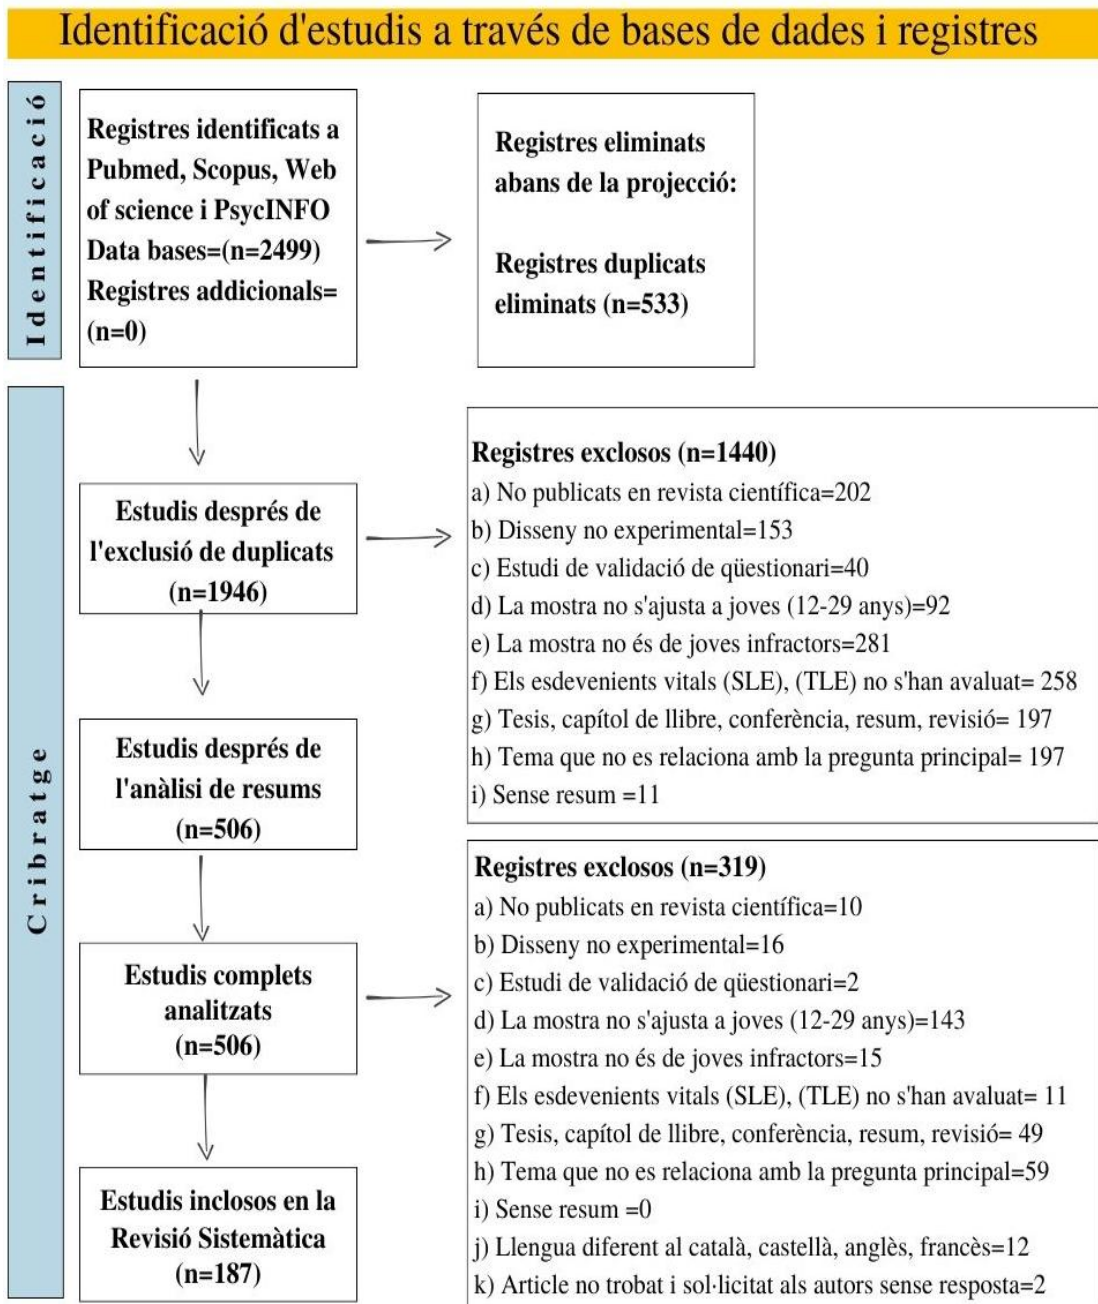 Identificació d'estudis a través de bases de dades i registres
Identificació
Registres identificats a
Pubmed, Scopus, Web
of science i PsycINFO
Data bases=(n=2499)
Registres addicionals=
(n=0)
Registres eliminats
abans de la projecció:
Registres duplicats
eliminats (n=533)
Cribratge
Estudis després de
l'exclusió de duplicats
(n=1946)
Registres exclosos (n=1440)
a) No publicats en revista científica=202
b) Disseny no experimental=153
c) Estudi de validació de qüestionari=40
d) La mostra no s'ajusta a joves (12-29 anys)=92
e) La mostra no és de joves infractors=281
f) Els esdevenients vitals (SLE), (TLE) no s'han avaluat= 258
g) Tesis, capítol de llibre, conferència, resum, revisió= 197
h) Tema que no es relaciona amb la pregunta principal= 197
i) Sense resum =11
Estudis després de
l'anàlisi de resums
(n=506)
Estudis complets
analitzats
(n=506)
Registres exclosos (n=319)
a) No publicats en revista científica=10
b) Disseny no experimental=16
c) Estudi de validació de qüestionari=2
d) La mostra no s'ajusta a joves (12-29 anys)=143
e) La mostra no és de joves infractors=15
f) Els esdevenients vitals (SLE), (TLE) no s'han avaluat= 11
g) Tesis, capítol de llibre, conferència, resum, revisió= 49
h) Tema que no es relaciona amb la pregunta principal=59
i) Sense resum =0
j) Llengua diferent al català, castellà, anglès, francès=12
k) Article no trobat i sol·licitat als autors sense resposta=2
Estudis inclosos en la
Revisió Sistemàtica
(n=187)